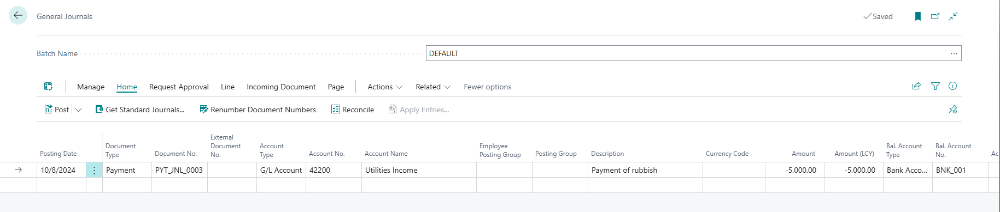 General Journals
Saved
Batch Name
DEFAULT
Manage Home Request Approval Line Incoming Document Page Actions Related Fewer options
Post Get Standard Journals... Renumber Document Numbers Reconcile Apply Entries...
Posting Date Document Type Document No. External Document No. Account Type Account No. Account Name Employee Posting Group Posting Group Description Currency Code Amount Amount (LCY) Bal. Account Type Bal. Account No. Ac
10/8/2024 Payment PYT_JNL_0003 G/L Account 42200 Utilities Income Payment of rubbish -5,000.00 -5,000.00 Bank Acco... BNK_001